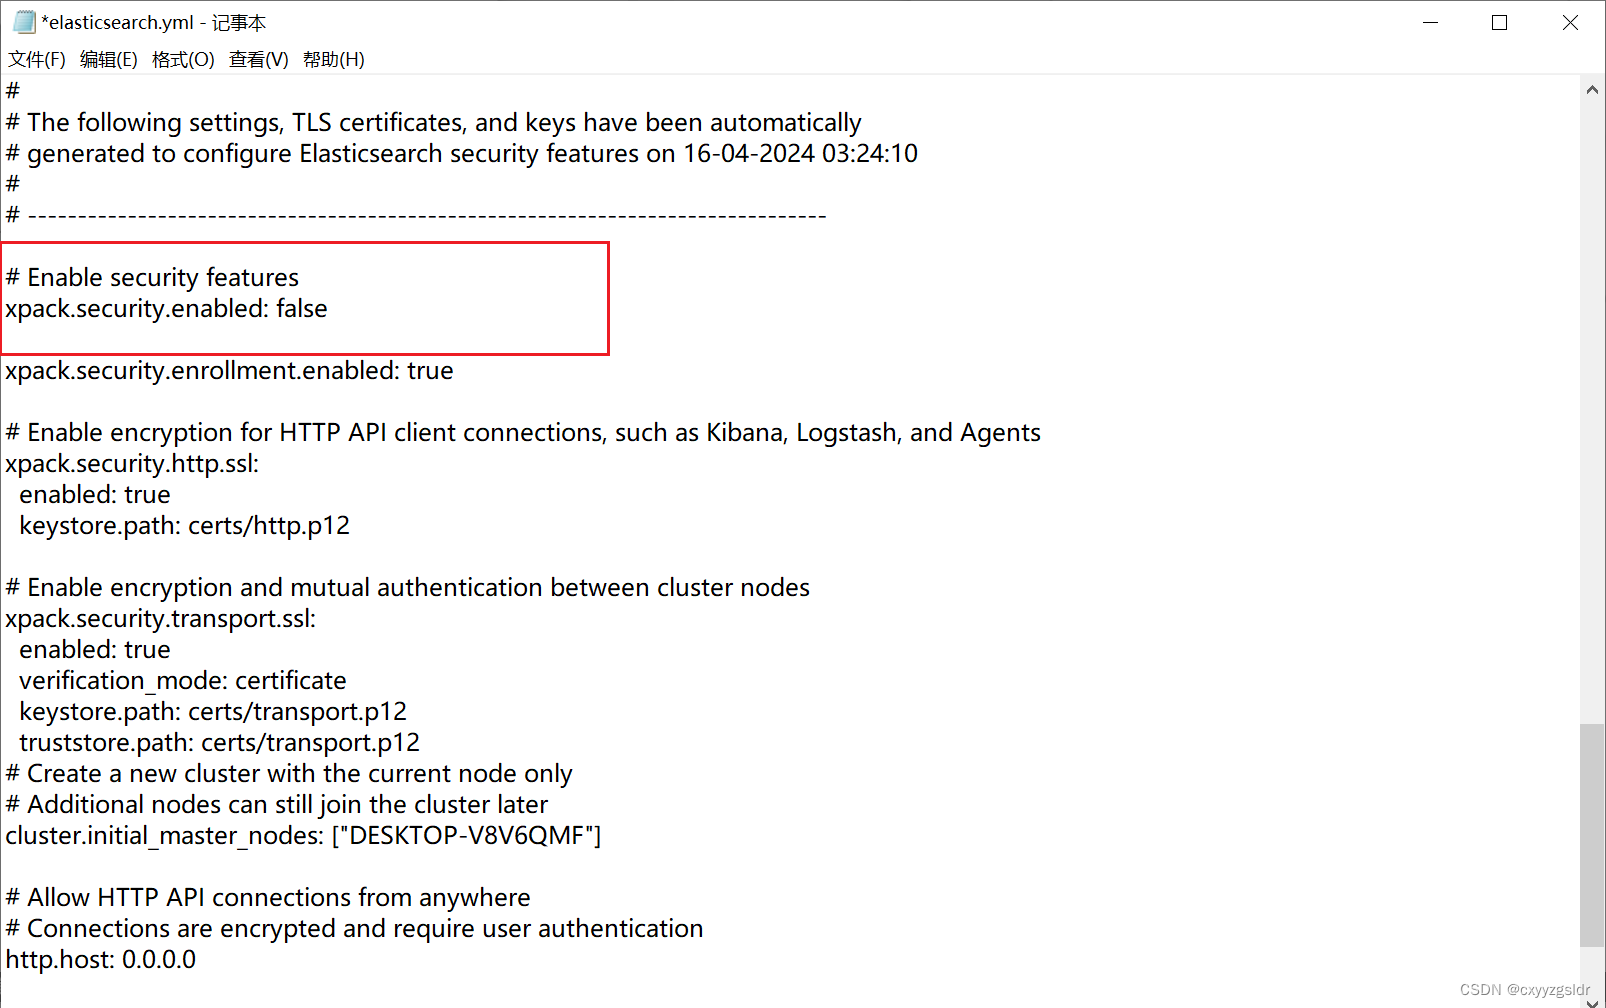 *elasticsearch.yml - 记事本
文件(F) 编辑(E) 格式(O) 查看(V) 帮助(H)
#
# The following settings, TLS certificates, and keys have been automatically
# generated to configure Elasticsearch security features on 16-04-2024 03:24:10
#
# --------------------------------------------------------------------------------
# Enable security features
xpack.security.enabled: false
xpack.security.enrollment.enabled: true
# Enable encryption for HTTP API client connections, such as Kibana, Logstash, and Agents
xpack.security.http.ssl:
  enabled: true
  keystore.path: certs/http.p12
# Enable encryption and mutual authentication between cluster nodes
xpack.security.transport.ssl:
  enabled: true
  verification_mode: certificate
  keystore.path: certs/transport.p12
  truststore.path: certs/transport.p12
# Create a new cluster with the current node only
# Additional nodes can still join the cluster later
cluster.initial_master_nodes: ["DESKTOP-V8V6QMF"]
# Allow HTTP API connections from anywhere
# Connections are encrypted and require user authentication
http.host: 0.0.0.0
CSDN @cxyyzgsldr